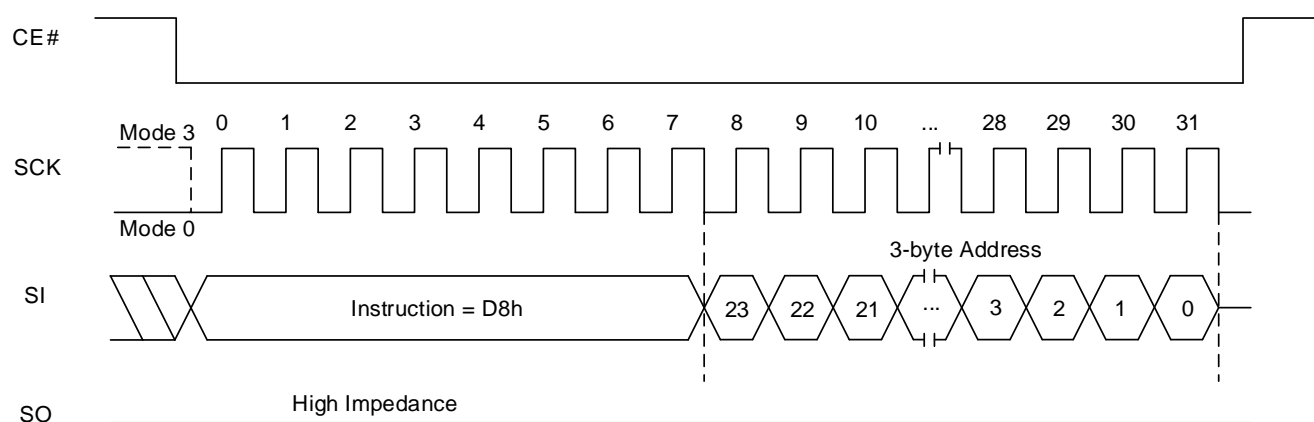 CE#
Mode 3
0 1 2 3 4 5 6 7 8 9 10 ... 28 29 30 31
SCK
Mode 0
3-byte Address
SI
Instruction = D8h
23 22 21 ... 3 2 1 0
High Impedance
SO